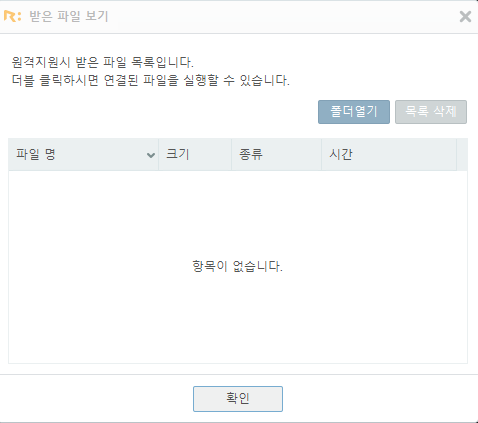 R: 받은 파일 보기
원격지원시 받은 파일 목록입니다.
더블 클릭하시면 연결된 파일을 실행할 수 있습니다.
폴더열기 목록 삭제
파일 명 크기 종류 시간
항목이 없습니다.
확인